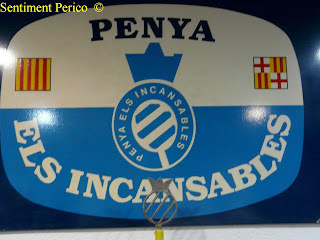 Sentiment Perico ©
PENYA
PENYA ELS INCANSABLES
ELS INCANSABLES